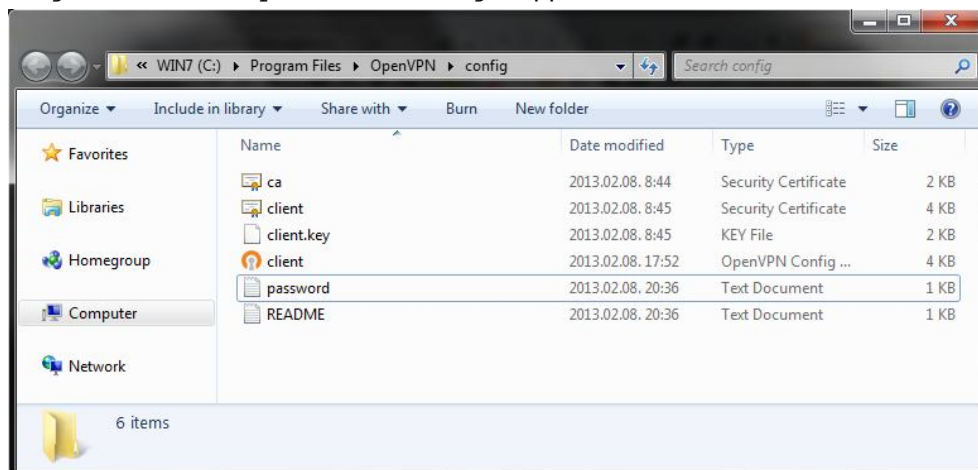 « WIN7 (C:) ▸ Program Files ▸ OpenVPN ▸ config
Search config
Organize
Include in library
Share with
Burn
New folder
Favorites
Libraries
Homegroup
Computer
Network
Name Date modified Type Size
ca 2013.02.08. 8:44 Security Certificate 2 KB
client 2013.02.08. 8:45 Security Certificate 4 KB
client.key 2013.02.08. 8:45 KEY File 2 KB
client 2013.02.08. 17:52 OpenVPN Config ... 4 KB
password 2013.02.08. 20:36 Text Document 1 KB
README 2013.02.08. 20:36 Text Document 1 KB
6 items